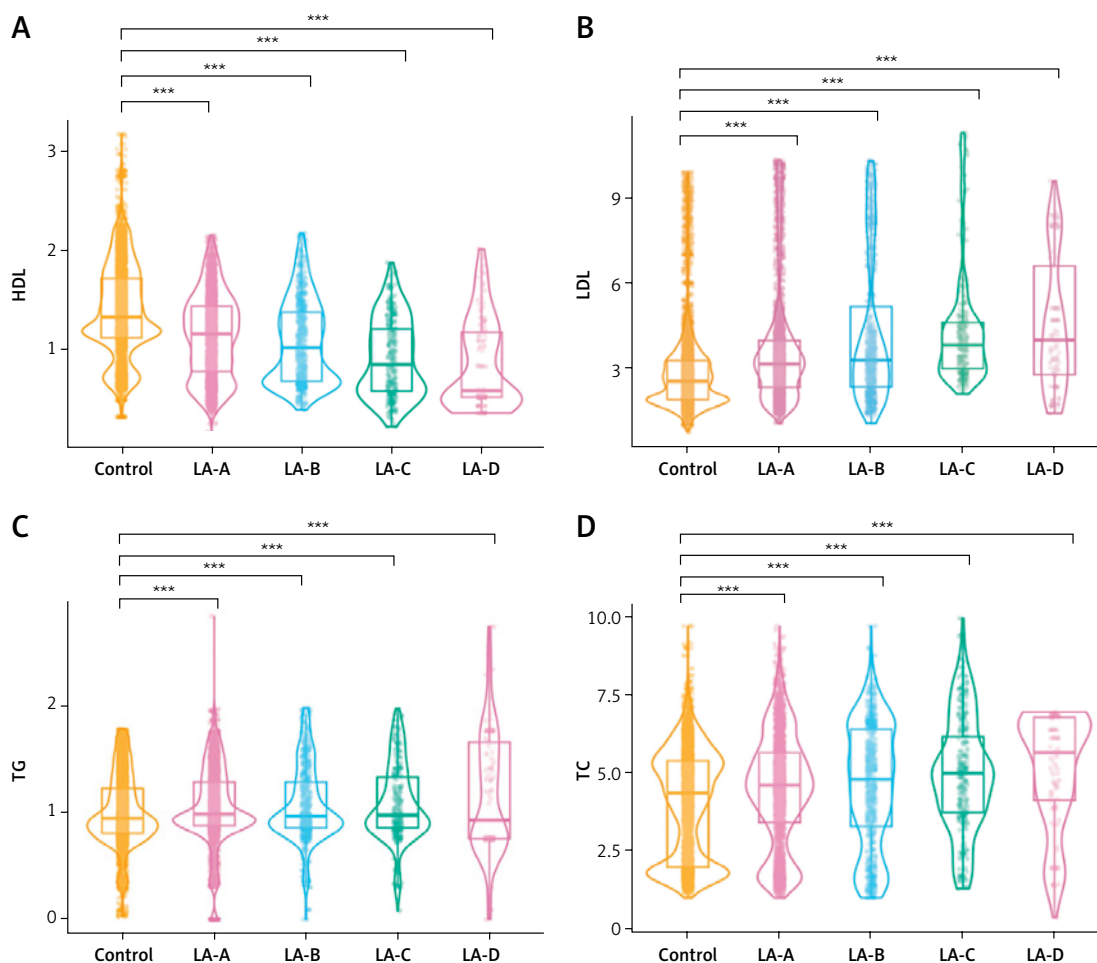 A
***
***
***
***
HDL
3
2
1
Control LA-A LA-B LA-C LA-D
B
***
***
***
***
LDL
9
6
3
Control LA-A LA-B LA-C LA-D
C
***
***
***
***
TG
2
1
0
Control LA-A LA-B LA-C LA-D
D
***
***
***
***
TC
10.0
7.5
5.0
2.5
0
Control LA-A LA-B LA-C LA-D